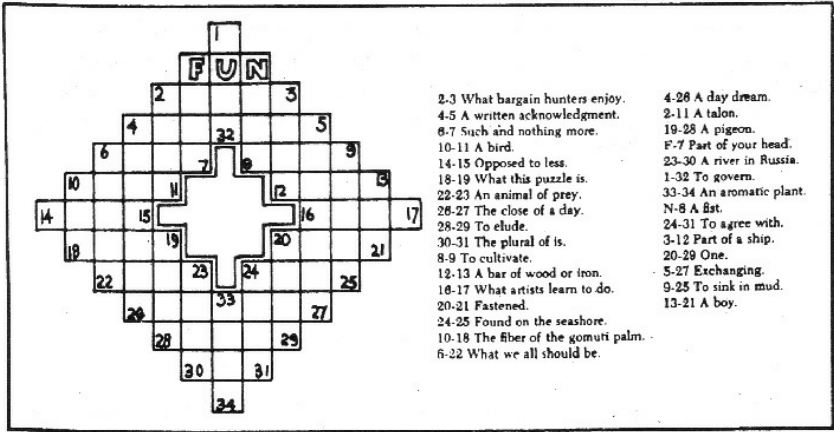 1
F U N
2 3
4 32 5
6 7 8 9
10 11 12 13
14 15 16 17
18 19 20 21
22 23 24 25
26 33 27
28 29
30 31
34
2-3 What bargain hunters enjoy.
4-5 A written acknowledgment.
6-7 Such and nothing more.
10-11 A bird.
14-15 Opposed to less.
18-19 What this puzzle is.
22-23 An animal of prey.
26-27 The close of a day.
28-29 To elude.
30-31 The plural of is.
8-9 To cultivate.
12-13 A bar of wood or iron.
16-17 What artists learn to do.
20-21 Fastened.
24-25 Found on the seashore.
10-18 The fiber of the gomuti palm.
6-22 What we all should be.
4-26 A day dream.
2-11 A talon.
19-28 A pigeon.
F-7 Part of your head.
23-30 A river in Russia.
1-32 To govern.
33-34 An aromatic plant.
N-8 A fist.
24-31 To agree with.
3-12 Part of a ship.
20-29 One.
5-27 Exchanging.
9-25 To sink in mud.
13-21 A boy.